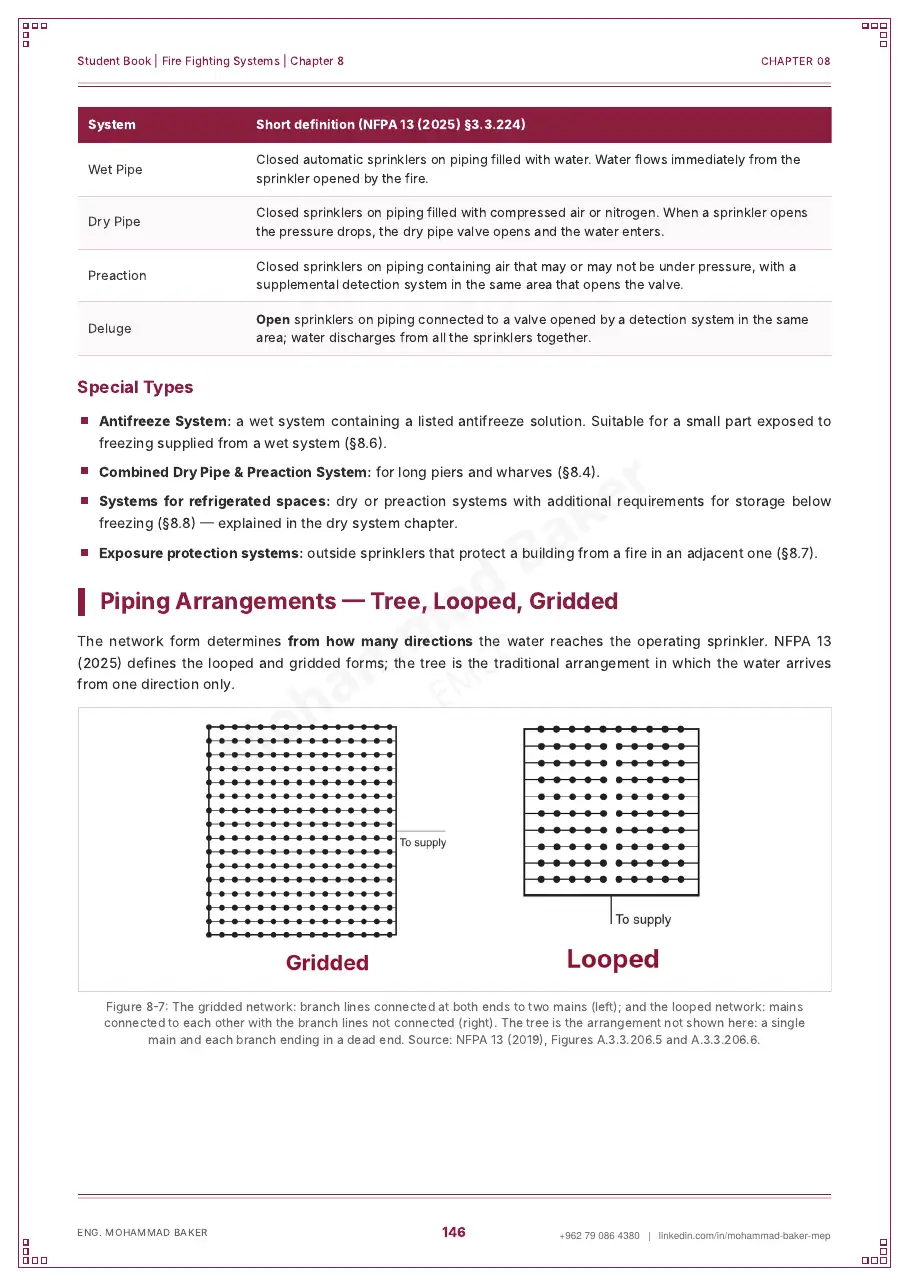 Student Book | Fire Fighting Systems | Chapter 8
CHAPTER 08
System
Short definition (NFPA 13 (2025) §3.3.224)
Wet Pipe
Closed automatic sprinklers on piping filled with water. Water flows immediately from the
sprinkler opened by the fire.
Dry Pipe
Closed sprinklers on piping filled with compressed air or nitrogen. When a sprinkler opens
the pressure drops, the dry pipe valve opens and the water enters.
Preaction
Closed sprinklers on piping containing air that may or may not be under pressure, with a
supplemental detection system in the same area that opens the valve.
Deluge
Open sprinklers on piping connected to a valve opened by a detection system in the same
area; water discharges from all the sprinklers together.
Special Types
Antifreeze System: a wet system containing a listed antifreeze solution. Suitable for a small part exposed to
freezing supplied from a wet system (§8.6).
Combined Dry Pipe & Preaction System: for long piers and wharves (§8.4).
Systems for refrigerated spaces: dry or preaction systems with additional requirements for storage below
freezing (§8.8) — explained in the dry system chapter.
Exposure protection systems: outside sprinklers that protect a building from a fire in an adjacent one (§8.7).
Piping Arrangements — Tree, Looped, Gridded
The network form determines from how many directions the water reaches the operating sprinkler. NFPA 13
(2025) defines the looped and gridded forms; the tree is the traditional arrangement in which the water arrives
from one direction only.
To supply
Gridded
To supply
Looped
Figure 8-7: The gridded network: branch lines connected at both ends to two mains (left); and the looped network: mains
connected to each other with the branch lines not connected (right). The tree is the arrangement not shown here: a single
main and each branch ending in a dead end. Source: NFPA 13 (2019), Figures A.3.3.206.5 and A.3.3.206.6.
ENG. MOHAMMAD BAKER
146
+962 79 086 4380 | linkedin.com/in/mohammad-baker-mep